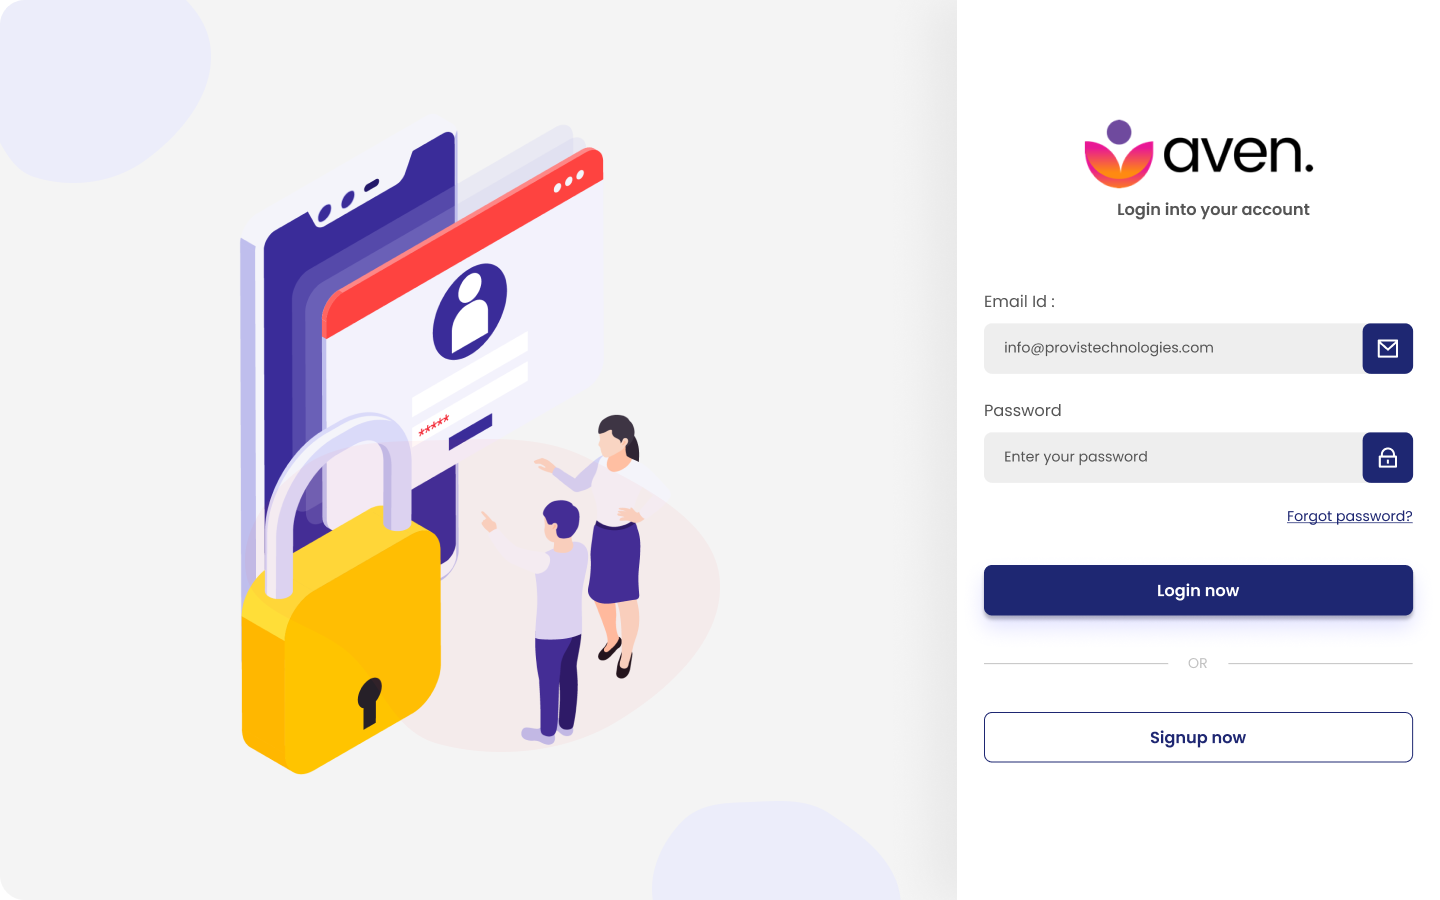 aven.
Login into your account
Email Id :
info@provistechnologies.com
Password
Enter your password
Forgot password?
Login now
OR
Signup now
*****